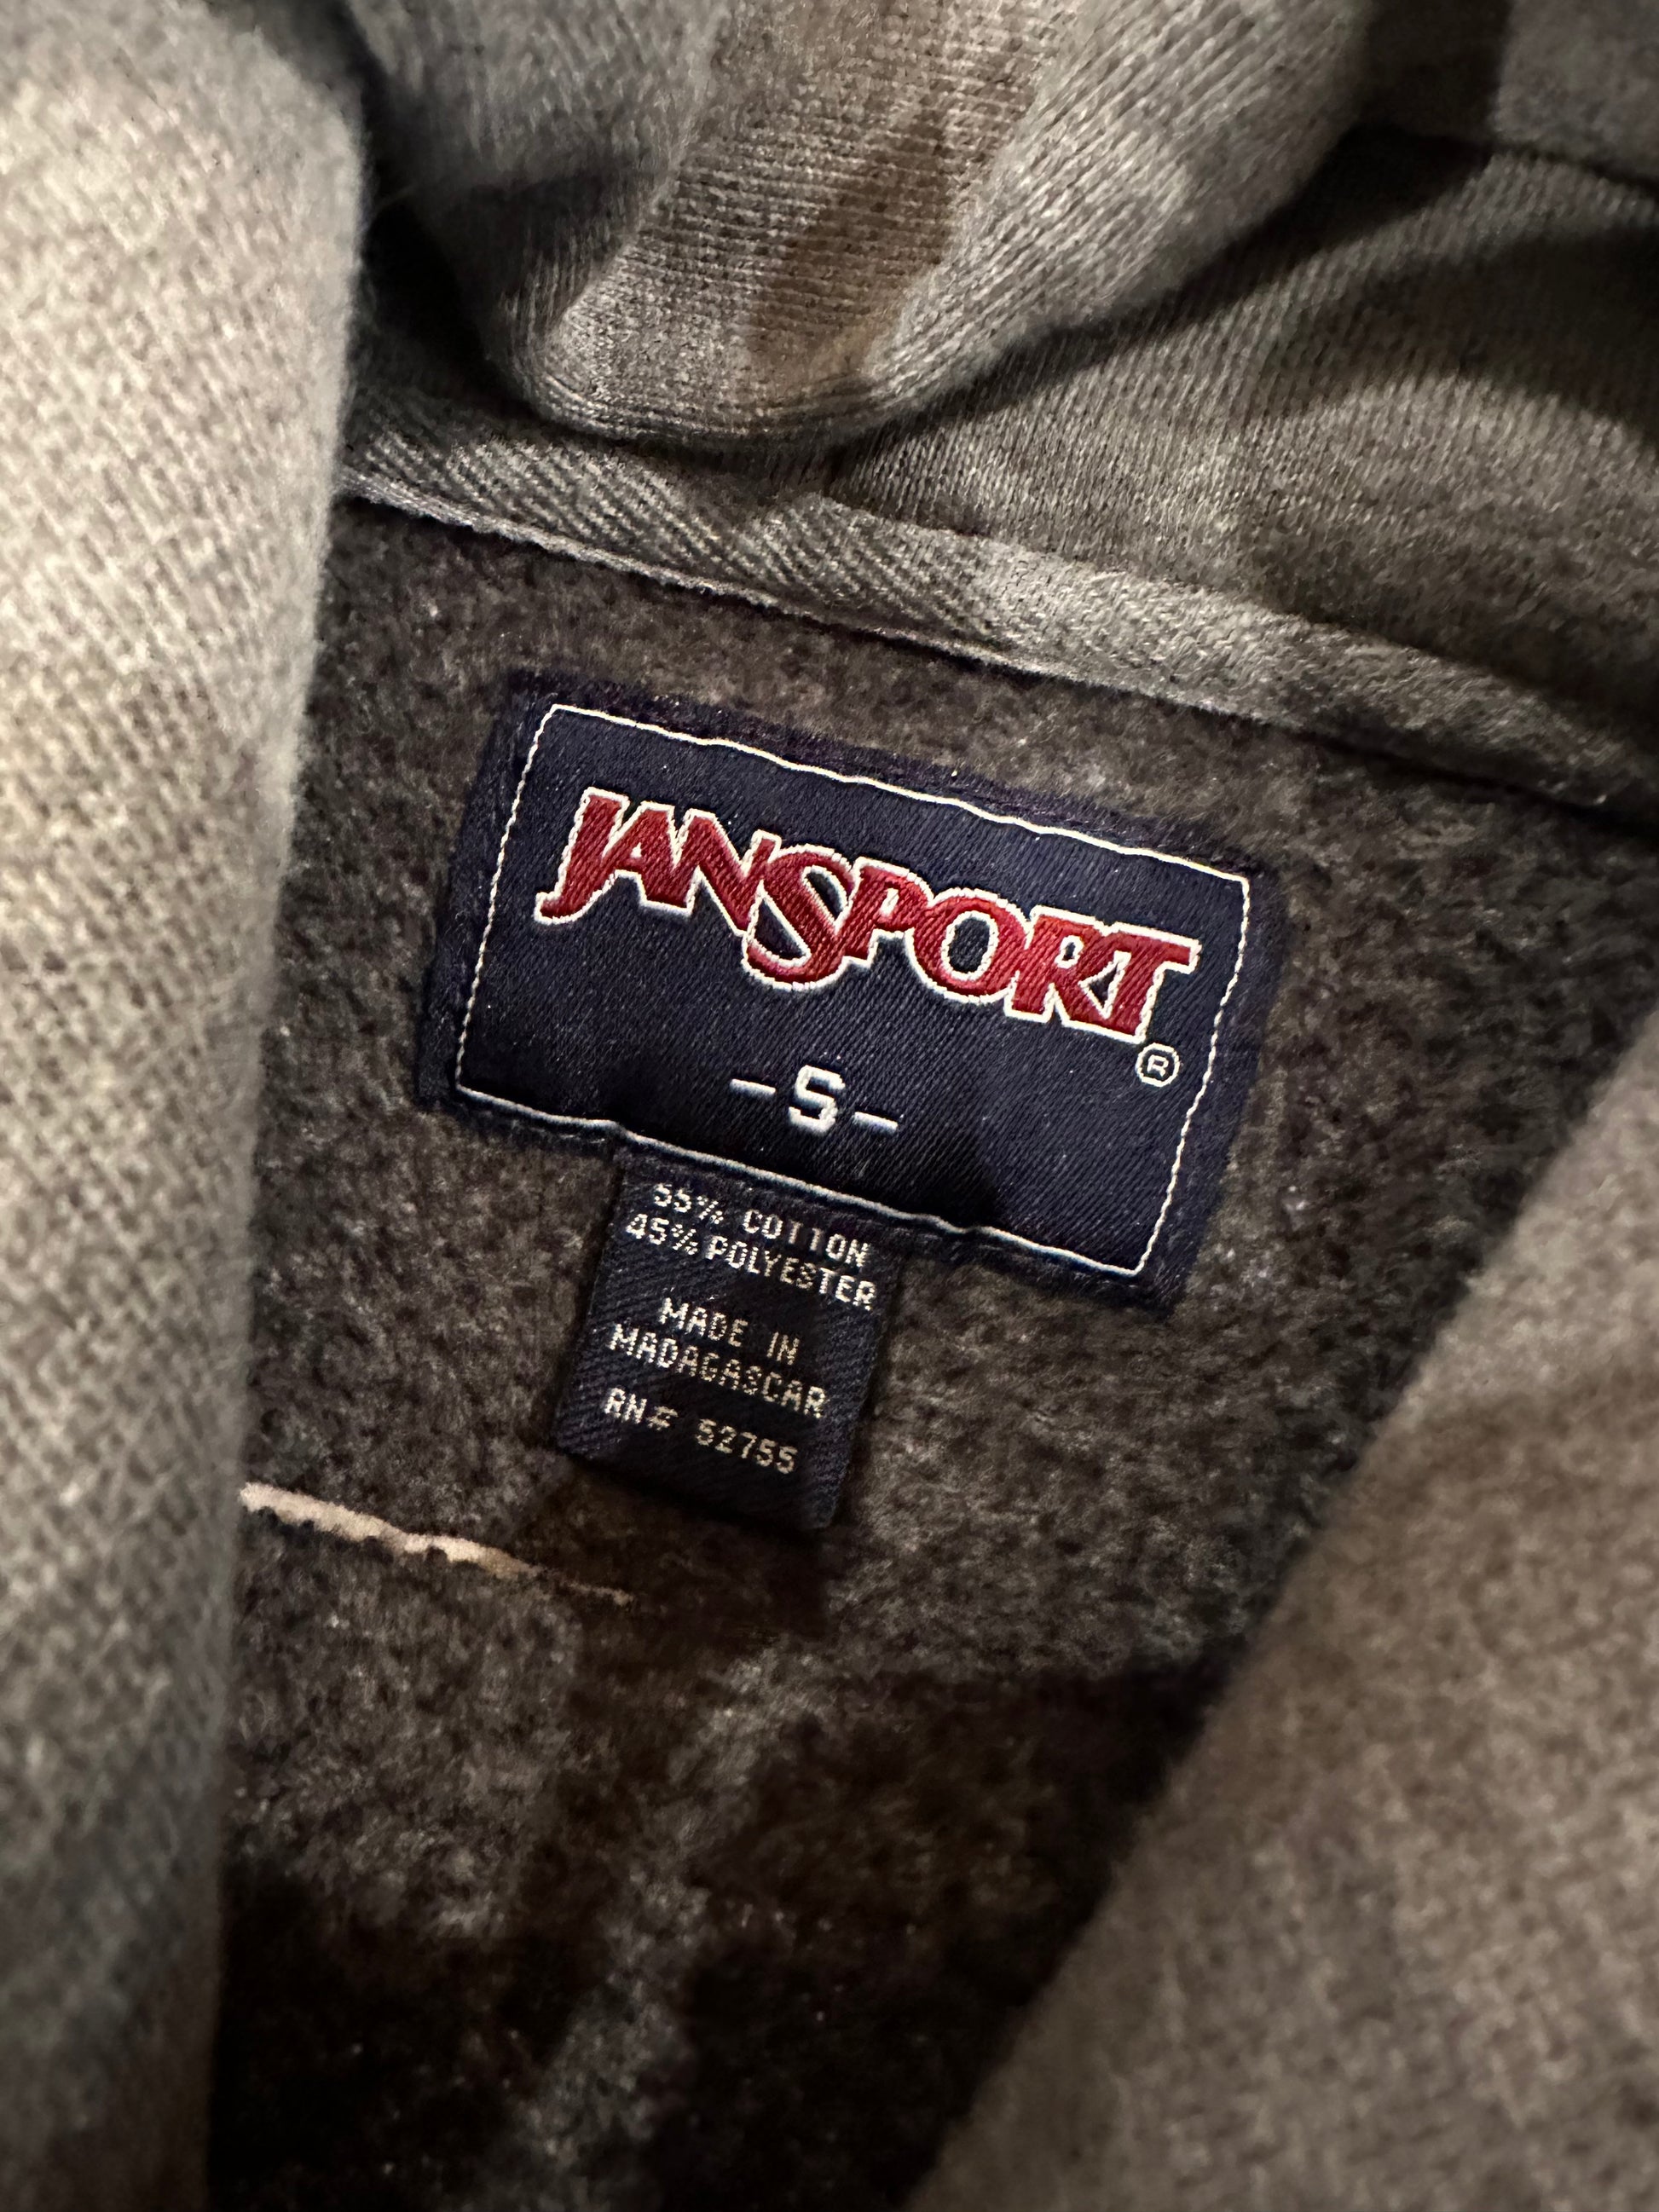 JANSPORT
®
-S-
55% COTTON
45% POLYESTER
MADE IN
MADAGASCAR
RN# 52755